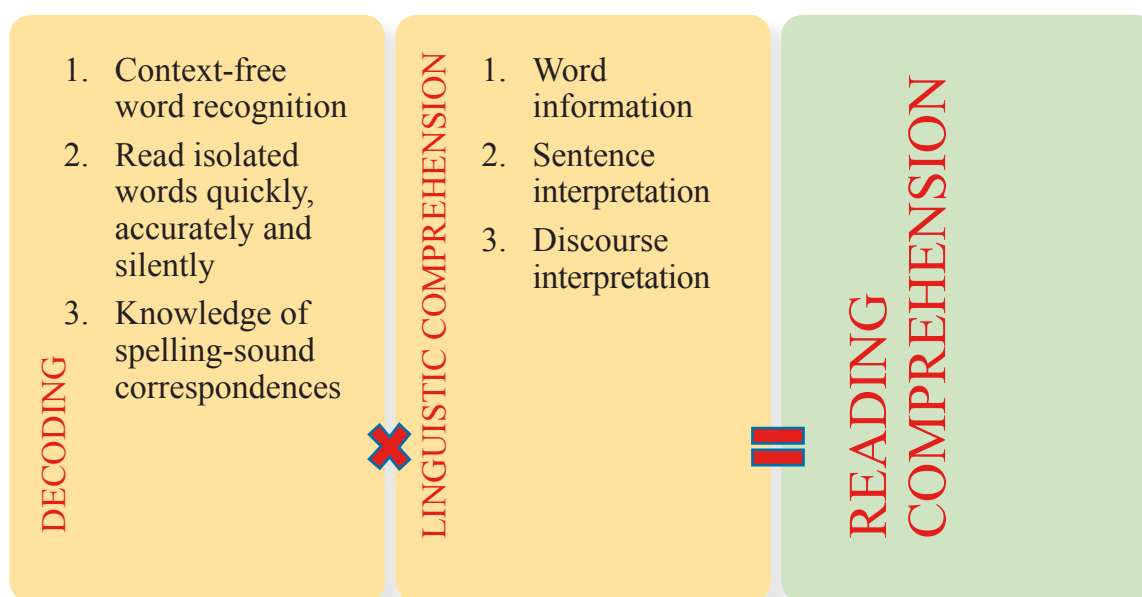 DECODING
1. Context-free
word recognition
2. Read isolated
words quickly,
accurately and
silently
3. Knowledge of
spelling-sound
correspondences
LINGUISTIC COMPREHENSION
1. Word
information
2. Sentence
interpretation
3. Discourse
interpretation
READING
COMPREHENSION